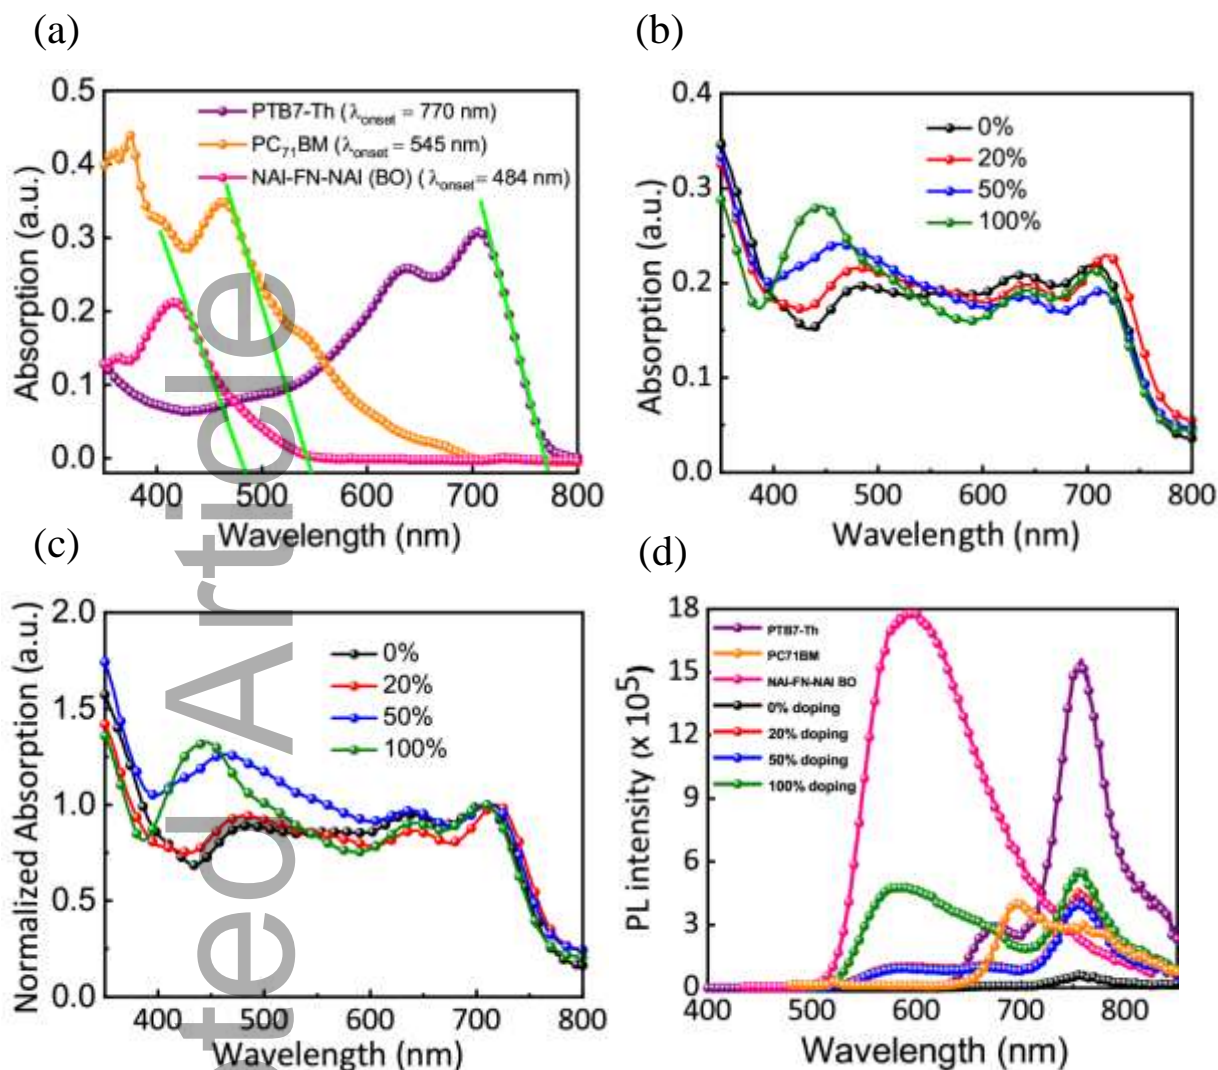 (a)
PTB7-Th (λonset = 770 nm)
PC71BM (λonset = 545 nm)
NAI-FN-NAI (BO) (λonset = 484 nm)
Absorption (a.u.)
0.5
0.4
0.3
0.2
0.1
0.0
400 500 600 700 800
Wavelength (nm)
(b)
0%
20%
50%
100%
Absorption (a.u.)
0.4
0.3
0.2
0.1
0.0
400 500 600 700 800
Wavelength (nm)
(c)
0%
20%
50%
100%
Normalized Absorption (a.u.)
2.0
1.5
1.0
0.5
0.0
400 500 600 700 800
Wavelength (nm)
(d)
PTB7-Th
PC71BM
NAI-FN-NAI BO
0% doping
20% doping
50% doping
100% doping
PL intensity (x 10⁵)
18
15
12
9
6
3
0
400 500 600 700 800
Wavelength (nm)
ted Article